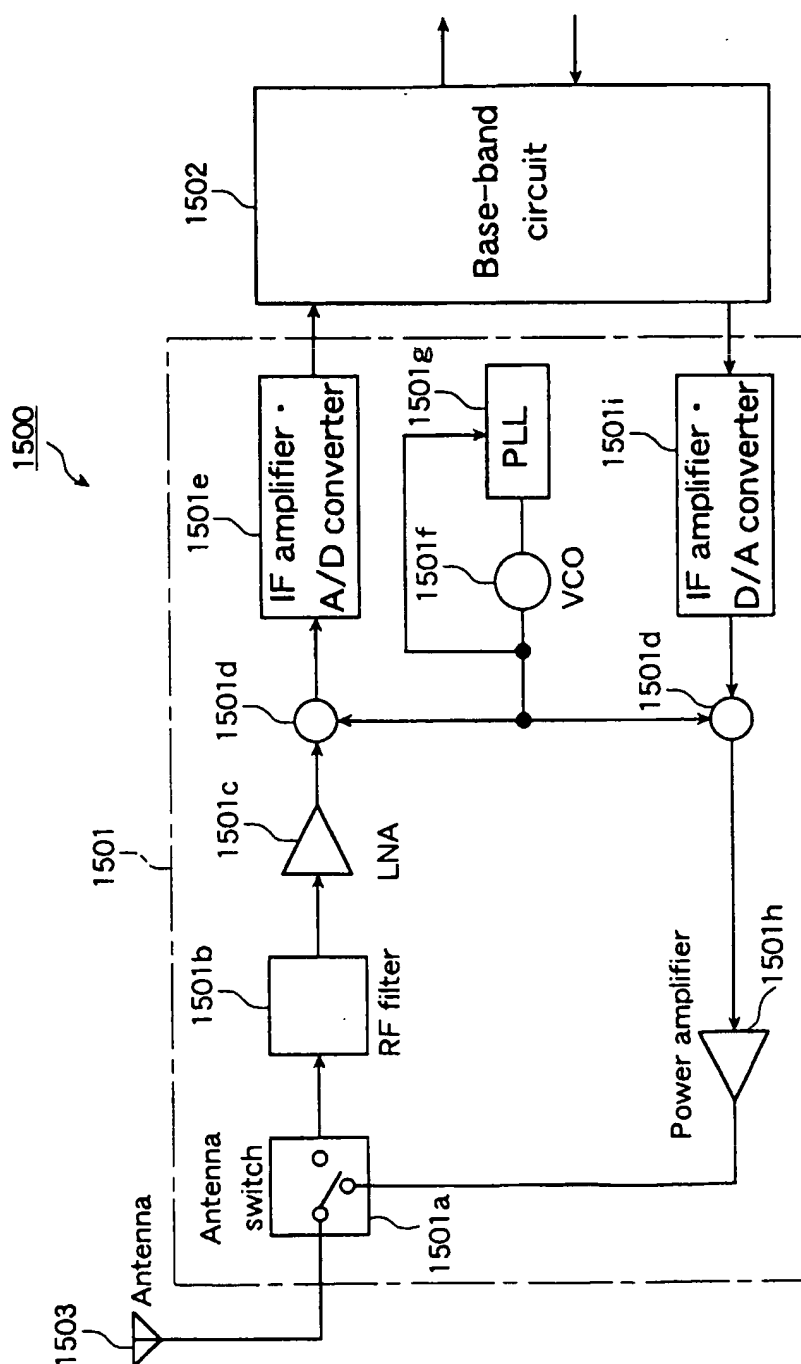 1500
1501
1502
1503
Antenna
Antenna
switch
1501a
1501b
RF filter
1501c
LNA
1501d
1501e
IF amplifier・
A/D converter
1501f
VCO
1501g
PLL
Base-band
circuit
1501i
IF amplifier・
D/A converter
1501d
Power amplifier
1501h